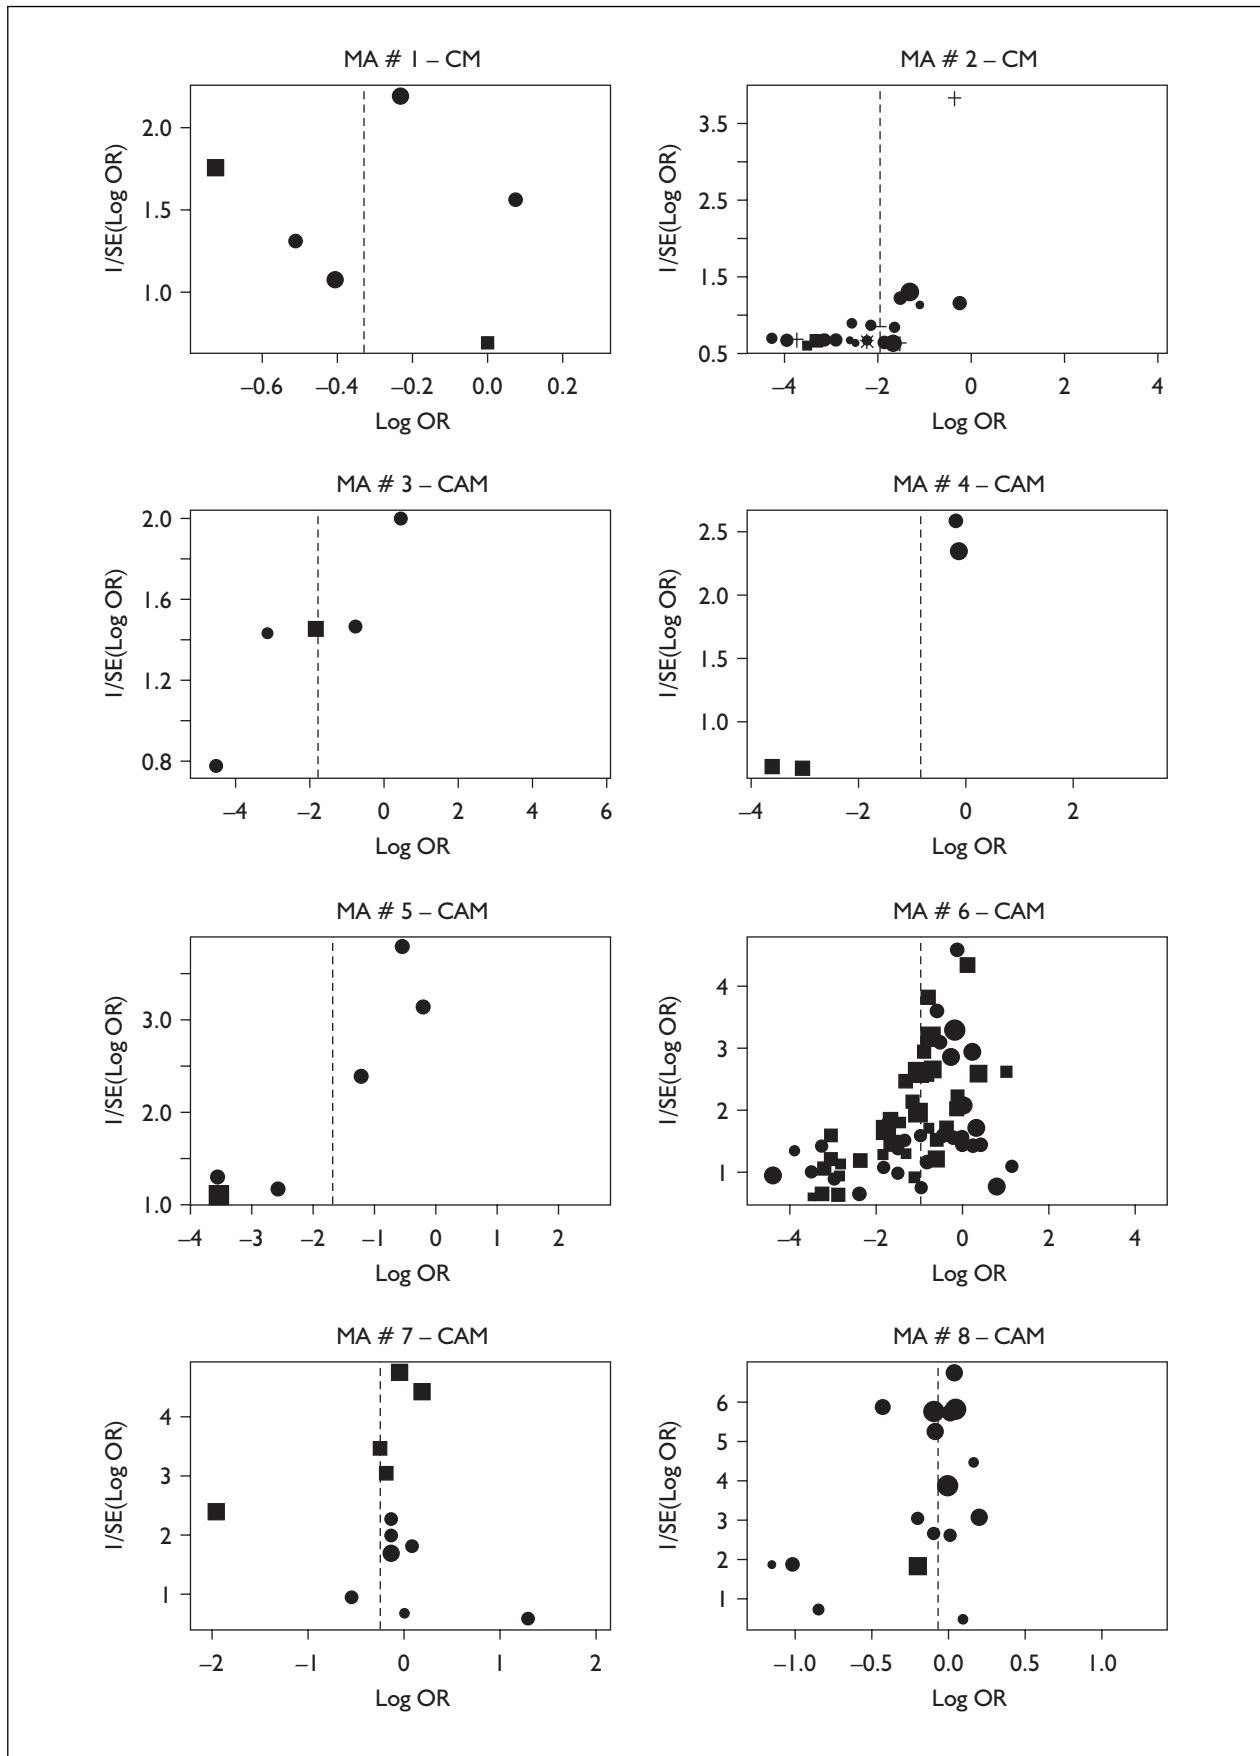 MA # 1 – CM
1/SE(Log OR)
2.0
1.5
1.0
–0.6 –0.4 –0.2 0.0 0.2
Log OR
MA # 2 – CM
1/SE(Log OR)
3.5
2.5
1.5
0.5
–4 –2 0 2 4
Log OR
MA # 3 – CAM
1/SE(Log OR)
2.0
1.6
1.2
0.8
–4 –2 0 2 4 6
Log OR
MA # 4 – CAM
1/SE(Log OR)
2.5
2.0
1.5
1.0
–4 –2 0 2
Log OR
MA # 5 – CAM
1/SE(Log OR)
3.0
2.0
1.0
–4 –3 –2 –1 0 1 2
Log OR
MA # 6 – CAM
1/SE(Log OR)
4
3
2
1
–4 –2 0 2 4
Log OR
MA # 7 – CAM
1/SE(Log OR)
4
3
2
1
–2 –1 0 1 2
Log OR
MA # 8 – CAM
1/SE(Log OR)
6
5
4
3
2
1
–1.0 –0.5 0.0 0.5 1.0
Log OR